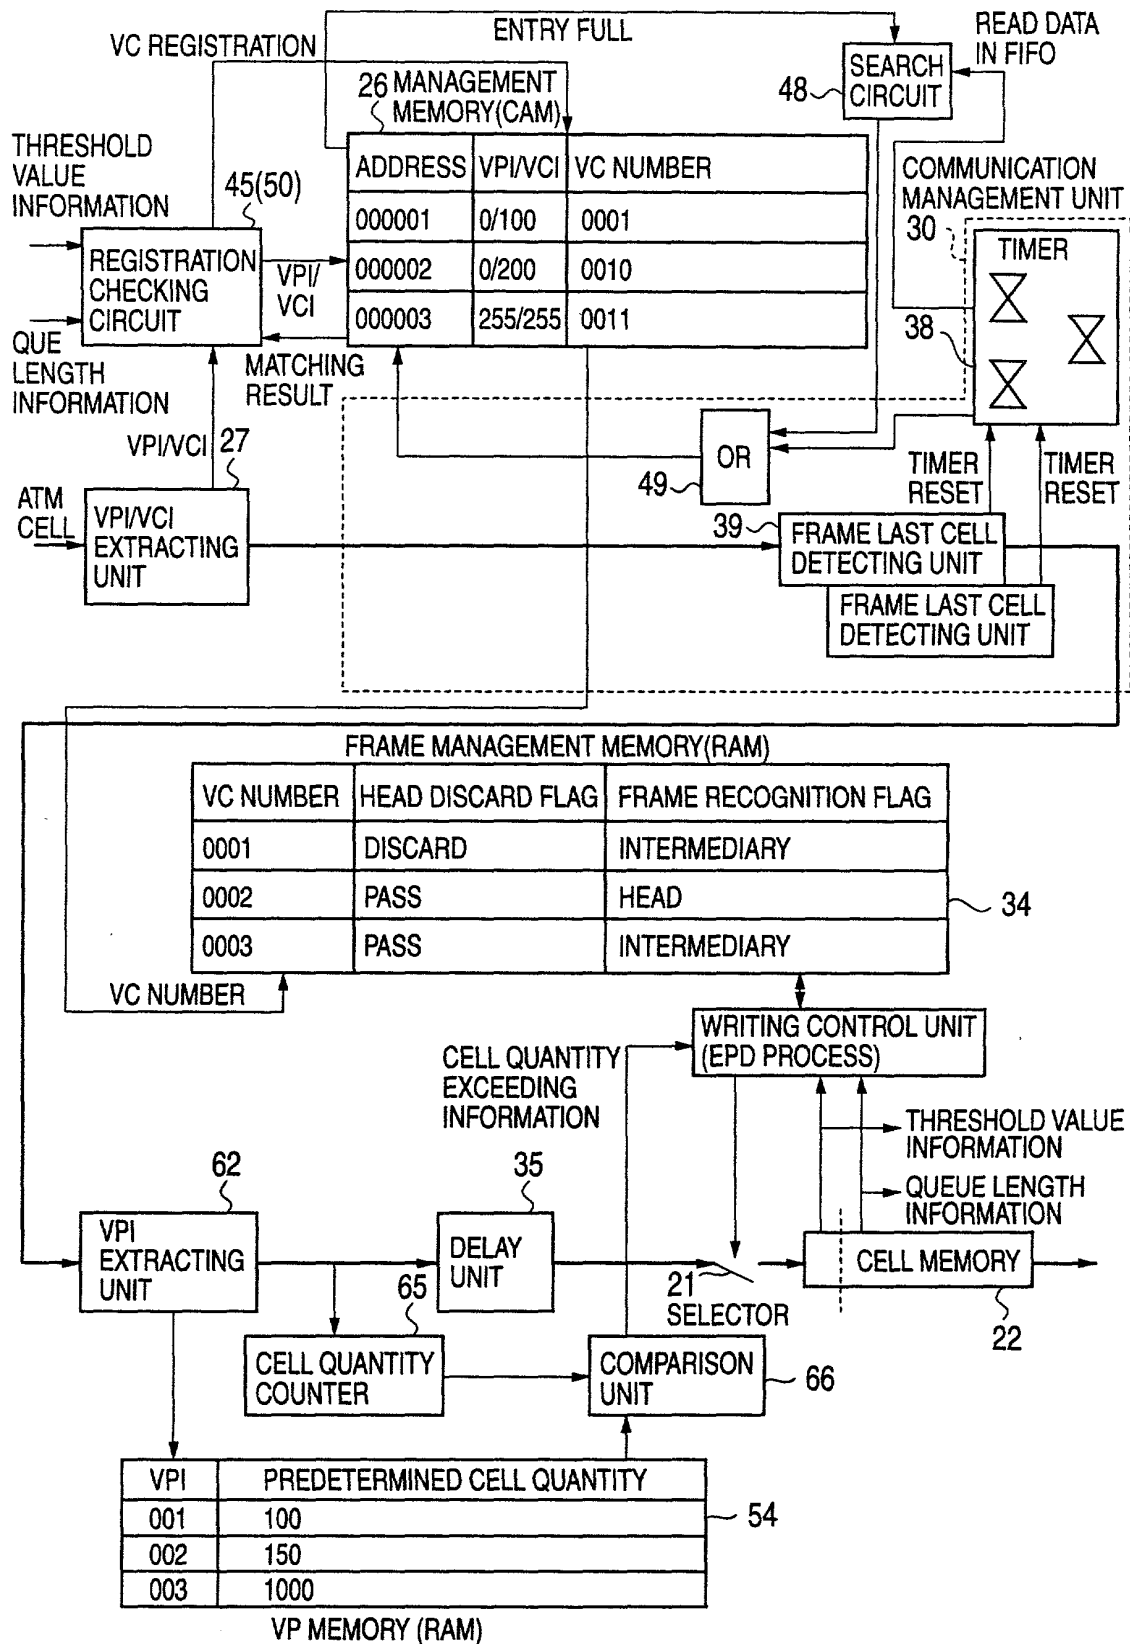 ENTRY FULL
READ DATA
IN FIFO
VC REGISTRATION
SEARCH
CIRCUIT
48
26 MANAGEMENT
MEMORY(CAM)
THRESHOLD
VALUE
INFORMATION
45(50)
ADDRESS VPI/VCI VC NUMBER
000001 0/100 0001
000002 0/200 0010
000003 255/255 0011
COMMUNICATION
MANAGEMENT UNIT
30
TIMER
38
REGISTRATION
CHECKING
CIRCUIT
VPI/
VCI
QUE
LENGTH
INFORMATION
MATCHING
RESULT
VPI/VCI
27
OR
49
TIMER
RESET
TIMER
RESET
ATM
CELL
VPI/VCI
EXTRACTING
UNIT
39
FRAME LAST CELL
DETECTING UNIT
FRAME LAST CELL
DETECTING UNIT
FRAME MANAGEMENT MEMORY(RAM)
VC NUMBER HEAD DISCARD FLAG FRAME RECOGNITION FLAG
0001 DISCARD INTERMEDIARY
0002 PASS HEAD
0003 PASS INTERMEDIARY
34
VC NUMBER
WRITING CONTROL UNIT
(EPD PROCESS)
CELL QUANTITY
EXCEEDING
INFORMATION
THRESHOLD VALUE
INFORMATION
QUEUE LENGTH
INFORMATION
62
35
VPI
EXTRACTING
UNIT
DELAY
UNIT
21
SELECTOR
CELL MEMORY
22
65
CELL QUANTITY
COUNTER
COMPARISON
UNIT
66
VPI PREDETERMINED CELL QUANTITY
001 100
002 150
003 1000
54
VP MEMORY (RAM)